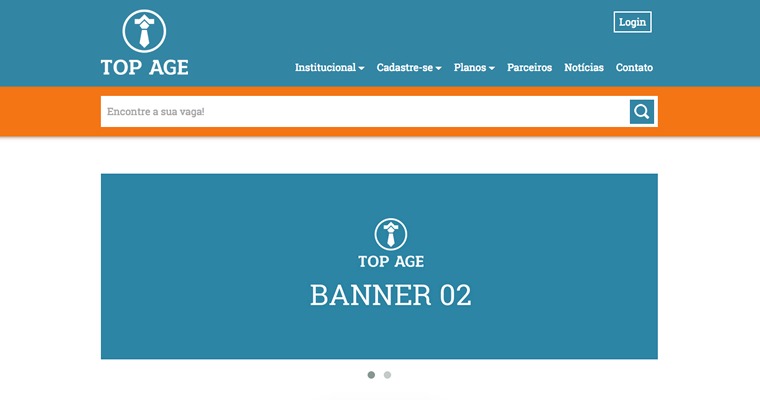 Login
TOP AGE
Institucional Cadastre-se Planos Parceiros Notícias Contato
Encontre a sua vaga!
TOP AGE
BANNER 02